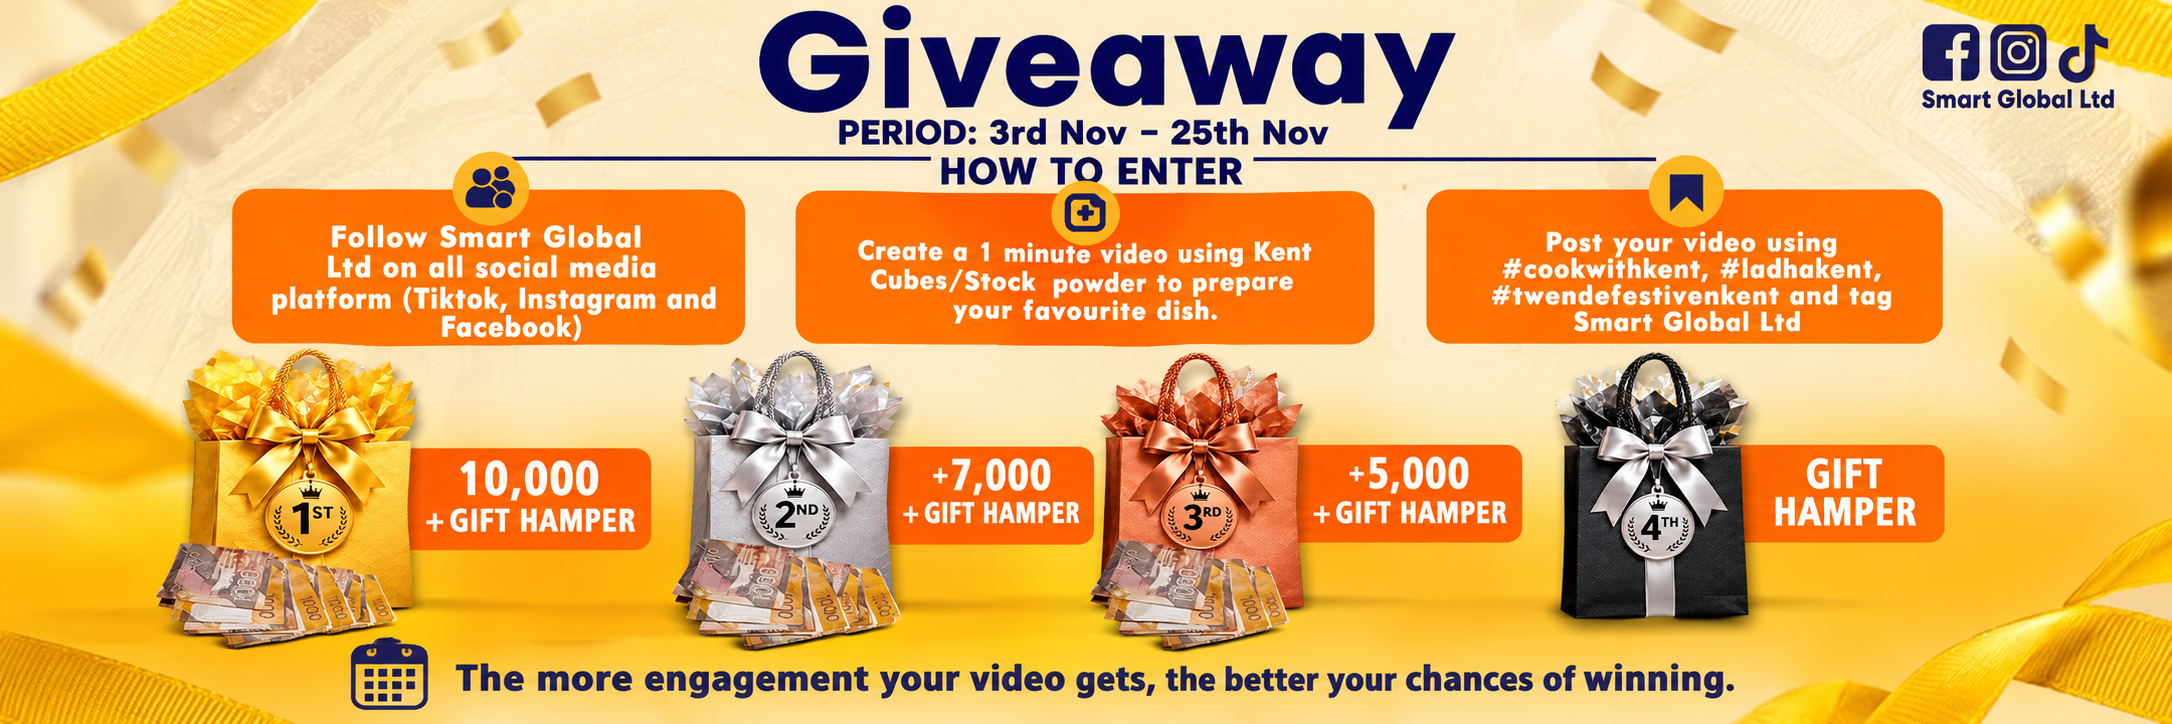 Giveaway
Smart Global Ltd
PERIOD: 3rd Nov – 25th Nov
HOW TO ENTER
Follow Smart Global
Ltd on all social media
platform (Tiktok, Instagram and
Facebook)
Create a 1 minute video using Kent
Cubes/Stock powder to prepare
your favourite dish.
Post your video using
#cookwithkent, #ladhakent,
#twendefestivenkent and tag
Smart Global Ltd
1ST
10,000
+ GIFT HAMPER
2ND
+7,000
+ GIFT HAMPER
3RD
+5,000
+ GIFT HAMPER
4TH
GIFT
HAMPER
The more engagement your video gets, the better your chances of winning.